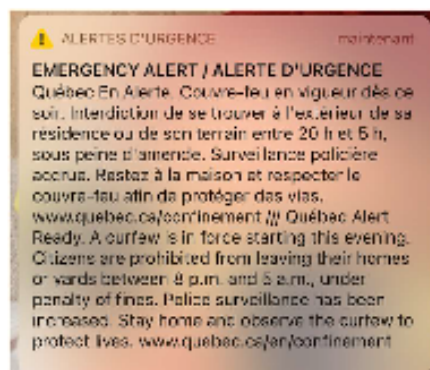 ALERTES D'URGENCE maintenant
EMERGENCY ALERT / ALERTE D'URGENCE
Québec En Alerte. Couvre-feu en vigueur dès ce
soir. Interdiction de se trouver à l'extérieur de sa
résidence ou de son terrain entre 20 h et 5 h,
sous peine d'amende. Surveillance policière
accrue. Restez à la maison et respecter le
couvre-feu afin de protéger des vies.
www.quebec.ca/confinement /// Québec Alert
Ready. A curfew is in force starting this evening.
Citizens are prohibited from leaving their homes
or yards between 8 p.m. and 5 a.m., under
penalty of fines. Police surveillance has been
increased. Stay home and observe the curfew to
protect lives. www.quebec.ca/en/confinement